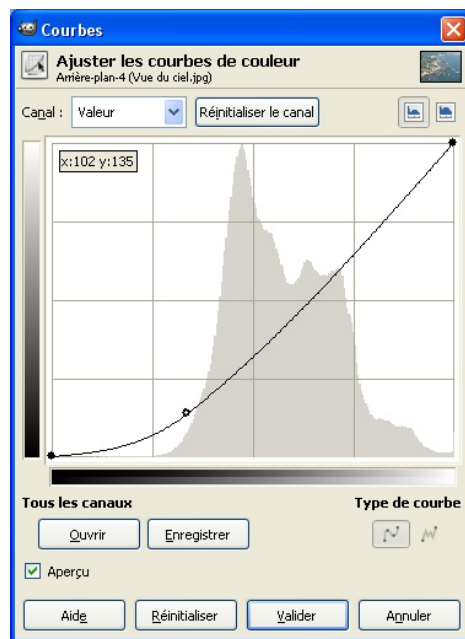 Courbes
Ajuster les courbes de couleur
Arrière-plan-4 (Vue du ciel.jpg)
Canal : Valeur Réinitialiser le canal
x:102 y:135
Tous les canaux Type de courbe
Ouvrir Enregistrer
Aperçu
Aide Réinitialiser Valider Annuler